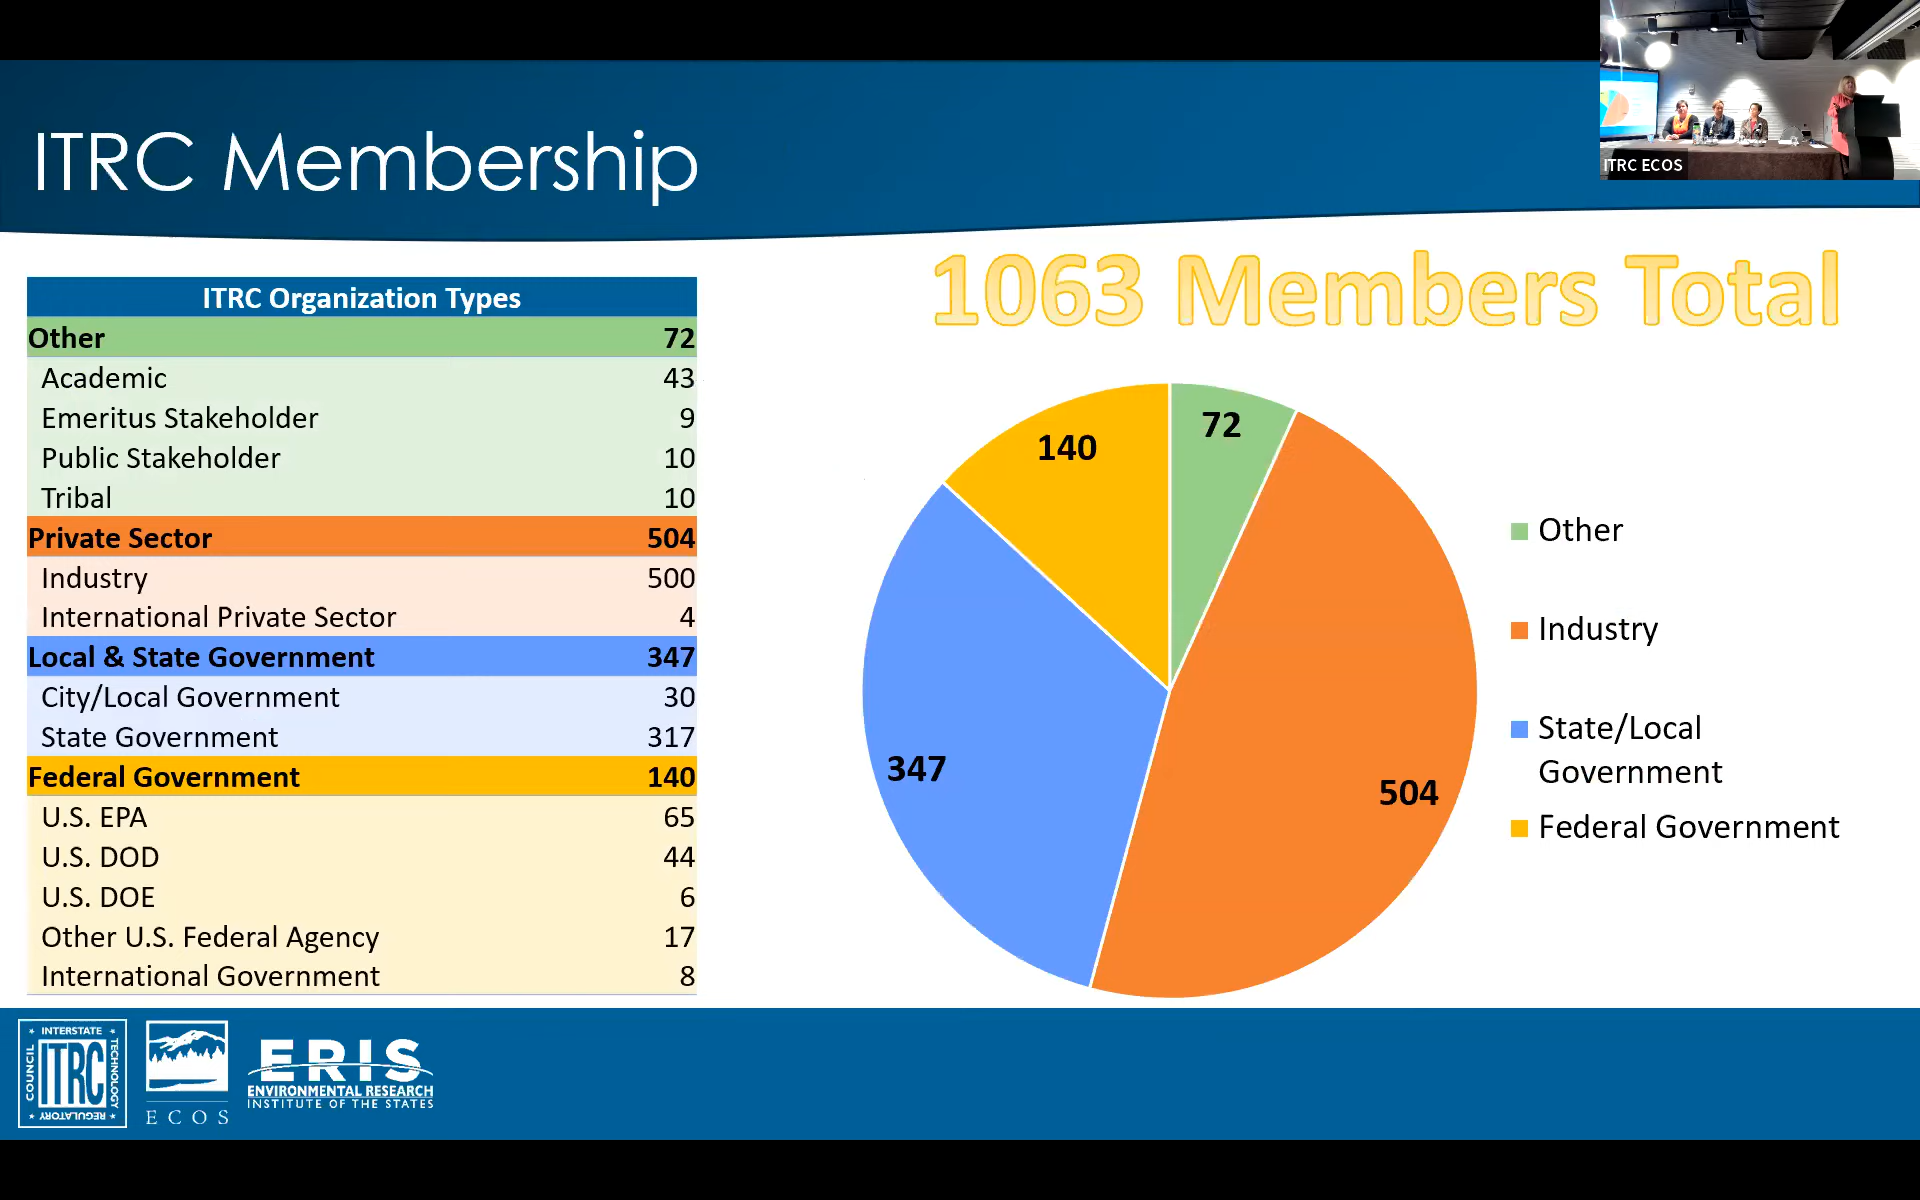 ITRC ECOS
ITRC Membership
1063 Members Total
ITRC Organization Types
Other 72
Academic 43
Emeritus Stakeholder 9
Public Stakeholder 10
Tribal 10
Private Sector 504
Industry 500
International Private Sector 4
Local & State Government 347
City/Local Government 30
State Government 317
Federal Government 140
U.S. EPA 65
U.S. DOD 44
U.S. DOE 6
Other U.S. Federal Agency 17
International Government 8
140
72
347
504
Other
Industry
State/Local
Government
Federal Government
INTERSTATE
TECHNOLOGY
REGULATORY
COUNCIL
ITRC
ECOS
ERIS
ENVIRONMENTAL RESEARCH
INSTITUTE OF THE STATES